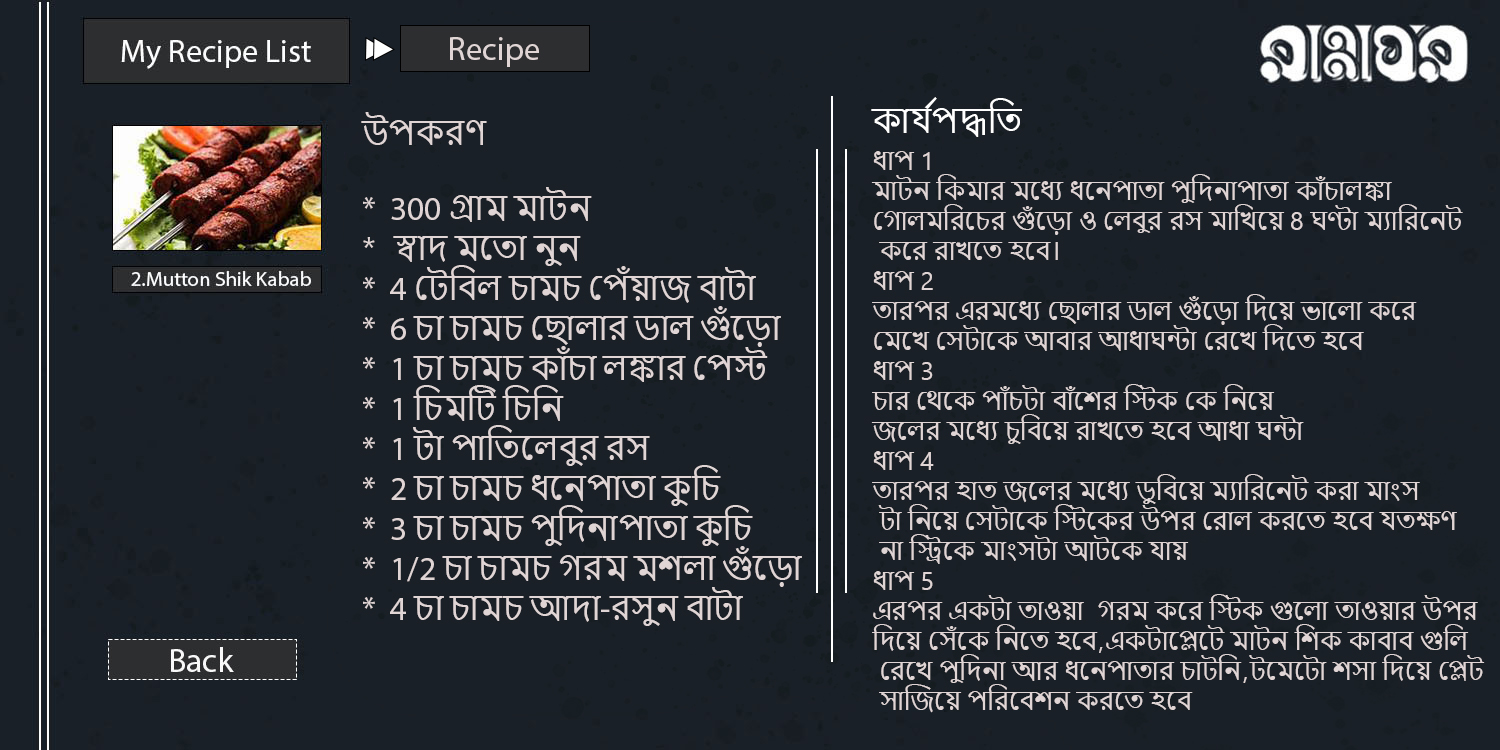 My Recipe List
Recipe
রান্নাঘর
2.Mutton Shik Kabab
উপকরণ
* 300 গ্রাম মাটন
* স্বাদ মতো নুন
* 4 টেবিল চামচ পেঁয়াজ বাটা
* 6 চা চামচ ছোলার ডাল গুঁড়ো
* 1 চা চামচ কাঁচা লঙ্কার পেস্ট
* 1 চিমটি চিনি
* 1 টা পাতিলেবুর রস
* 2 চা চামচ ধনেপাতা কুচি
* 3 চা চামচ পুদিনাপাতা কুচি
* 1/2 চা চামচ গরম মশলা গুঁড়ো
* 4 চা চামচ আদা-রসুন বাটা
কার্যপদ্ধতি
ধাপ 1
মাটন কিমার মধ্যে ধনেপাতা পুদিনাপাতা কাঁচালঙ্কা
গোলমরিচের গুঁড়ো ও লেবুর রস মাখিয়ে 8 ঘণ্টা ম্যারিনেট
করে রাখতে হবে।
ধাপ 2
তারপর এরমধ্যে ছোলার ডাল গুঁড়ো দিয়ে ভালো করে
মেখে সেটাকে আবার আধাঘন্টা রেখে দিতে হবে
ধাপ 3
চার থেকে পাঁচটা বাঁশের স্টিক কে নিয়ে
জলের মধ্যে চুবিয়ে রাখতে হবে আধা ঘন্টা
ধাপ 4
তারপর হাত জলের মধ্যে ডুবিয়ে ম্যারিনেট করা মাংস
টা নিয়ে সেটাকে স্টিকের উপর রোল করতে হবে যতক্ষণ
না স্ট্রিকে মাংসটা আটকে যায়
ধাপ 5
এরপর একটা তাওয়া গরম করে স্টিক গুলো তাওয়ার উপর
দিয়ে সেঁকে নিতে হবে,একটাপ্লেটে মাটন শিক কাবাব গুলি
রেখে পুদিনা আর ধনেপাতার চাটনি,টমেটো শসা দিয়ে প্লেট
সাজিয়ে পরিবেশন করতে হবে
Back